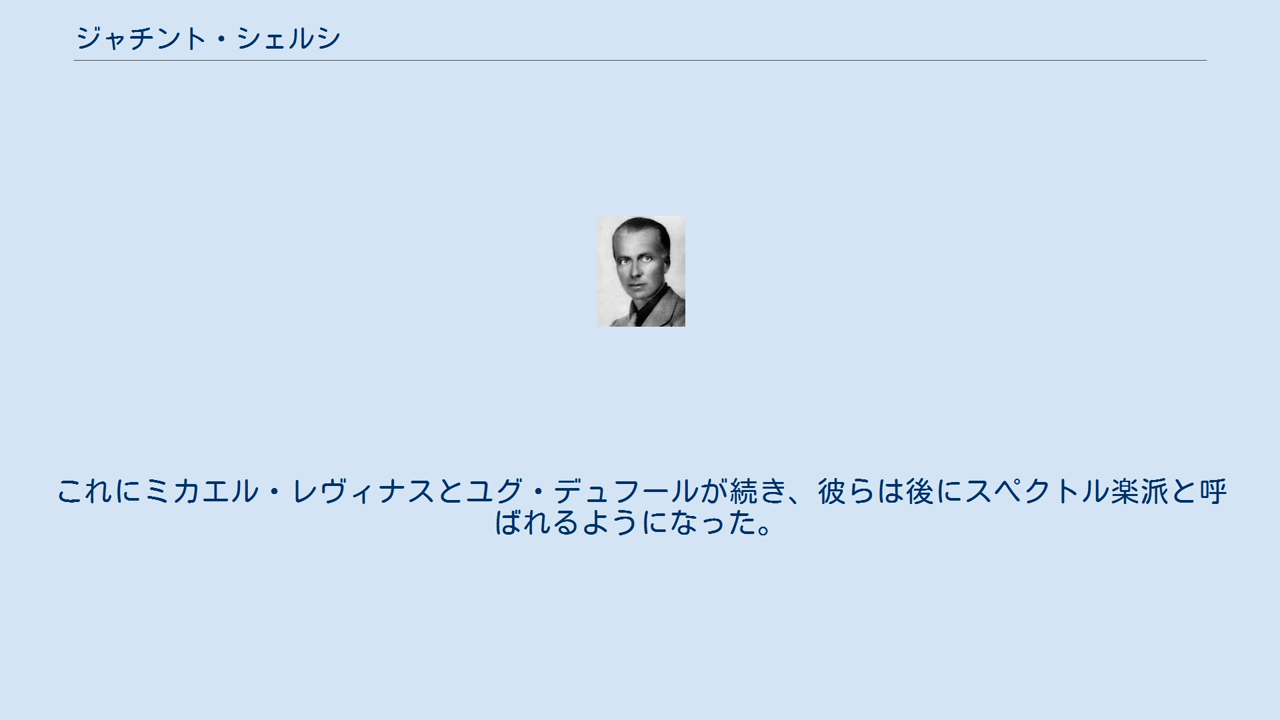 ジャチント・シェルシ
これにミカエル・レヴィナスとユグ・デュフールが続き、彼らは後にスペクトル楽派と呼
ばれるようになった。